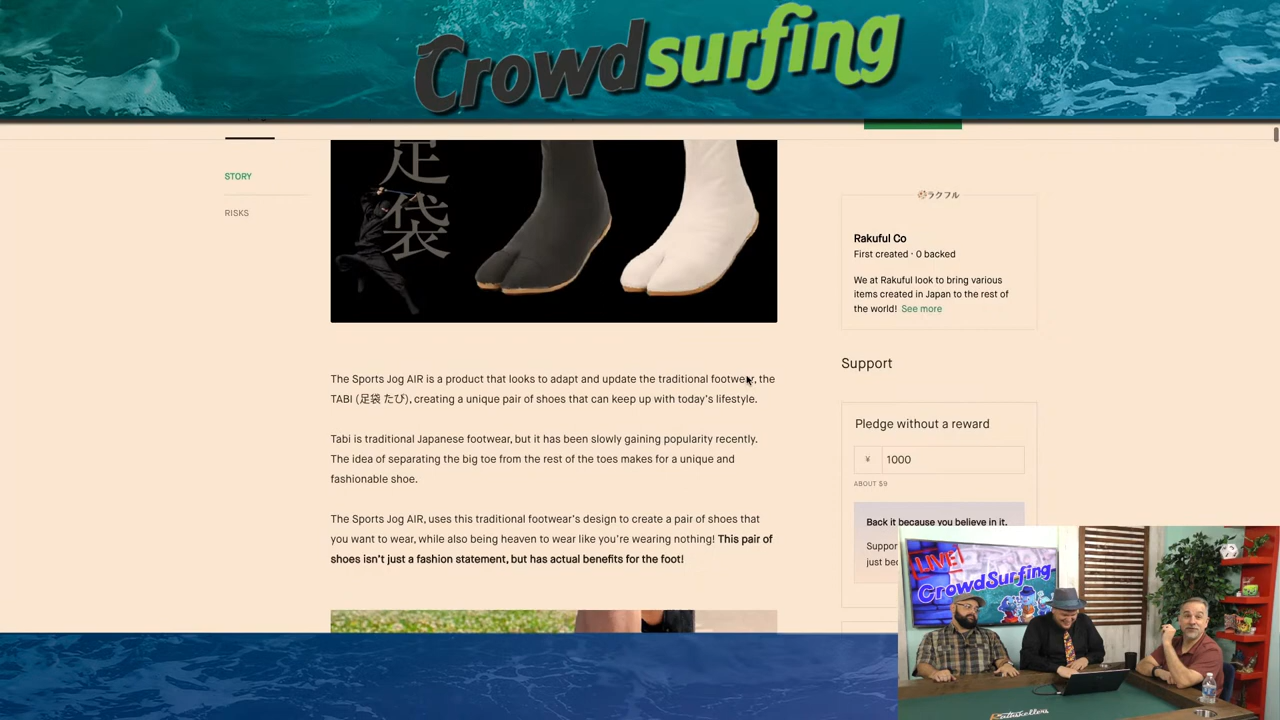 Crowdsurfing
STORY
RISKS
足
袋
The Sports Jog AIR is a product that looks to adapt and update the traditional footwear, the
TABI (足袋 たび), creating a unique pair of shoes that can keep up with today's lifestyle.
Tabi is traditional Japanese footwear, but it has been slowly gaining popularity recently.
The idea of separating the big toe from the rest of the toes makes for a unique and
fashionable shoe.
The Sports Jog AIR, uses this traditional footwear's design to create a pair of shoes that
you want to wear, while also being heaven to wear like you're wearing nothing! This pair of
shoes isn't just a fashion statement, but has actual benefits for the foot!
ラクフル
Rakuful Co
First created · 0 backed
We at Rakuful look to bring various
items created in Japan to the rest of
the world! See more
Support
Pledge without a reward
¥ 1000
ABOUT $9
Back it because you believe in it.
Suppor
just bec
LIVE
CrowdSurfing